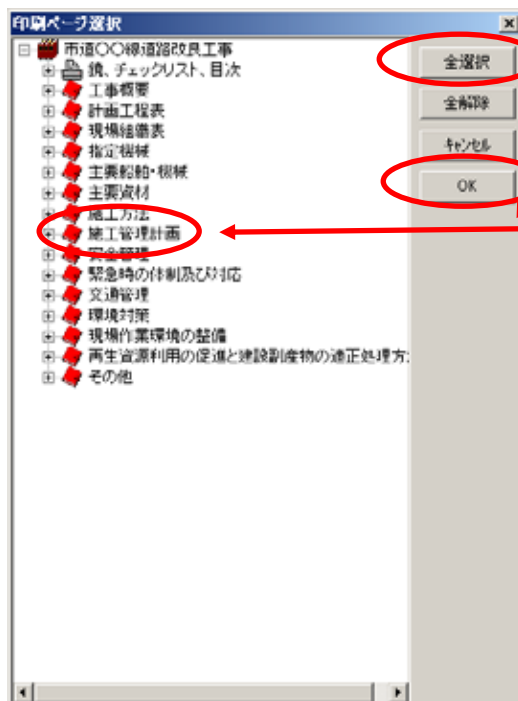 印刷ページ選択
市道〇〇線道路改良工事
鏡、チェックリスト、目次
工事概要
計画工程表
現場組織表
指定機械
主要船舶・機械
主要資材
施工方法
施工管理計画
安全管理
緊急時の体制及び対応
交通管理
環境対策
現場作業環境の整備
再生資源利用の促進と建設副産物の適正処理方
その他
全選択
全解除
キャンセル
OK